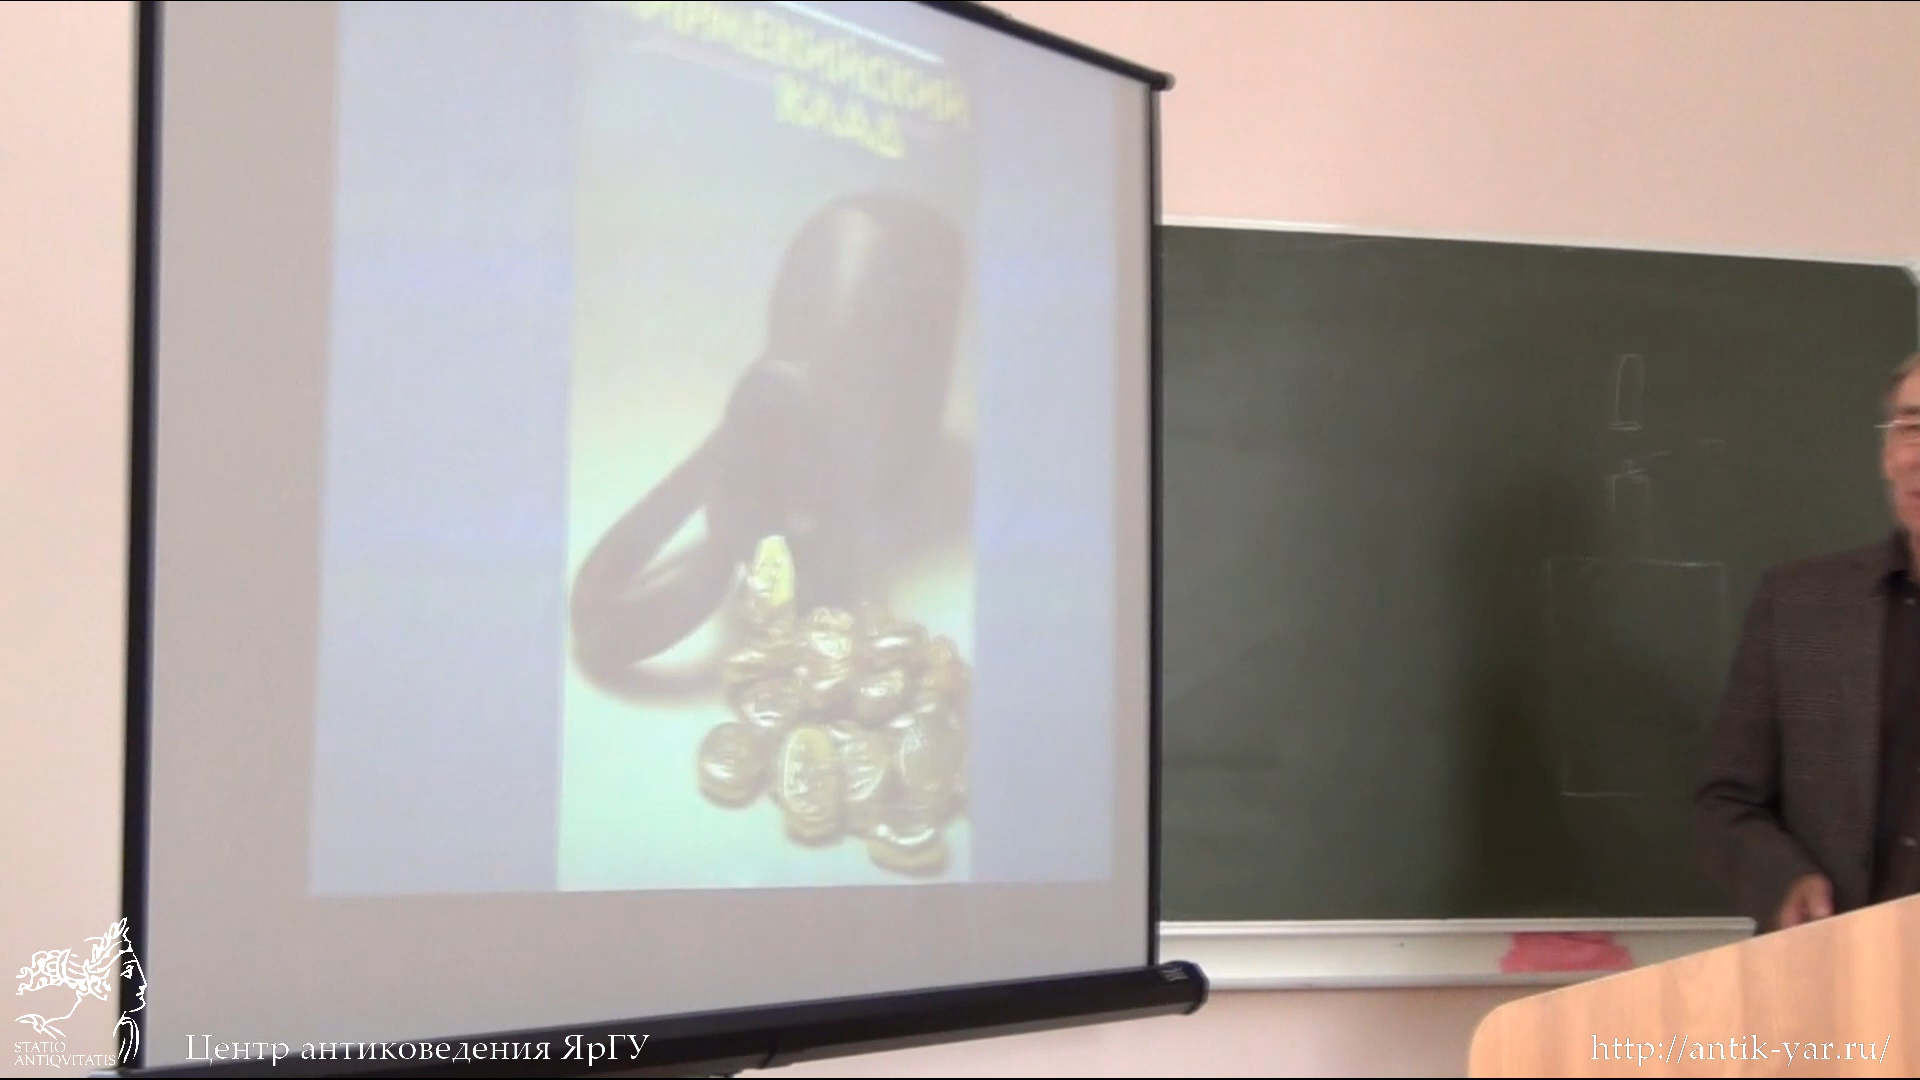 КЛАД
STATIO
ANTIQVITATIS
Центр антиковедения ЯрГУ
http://antik-yar.ru/